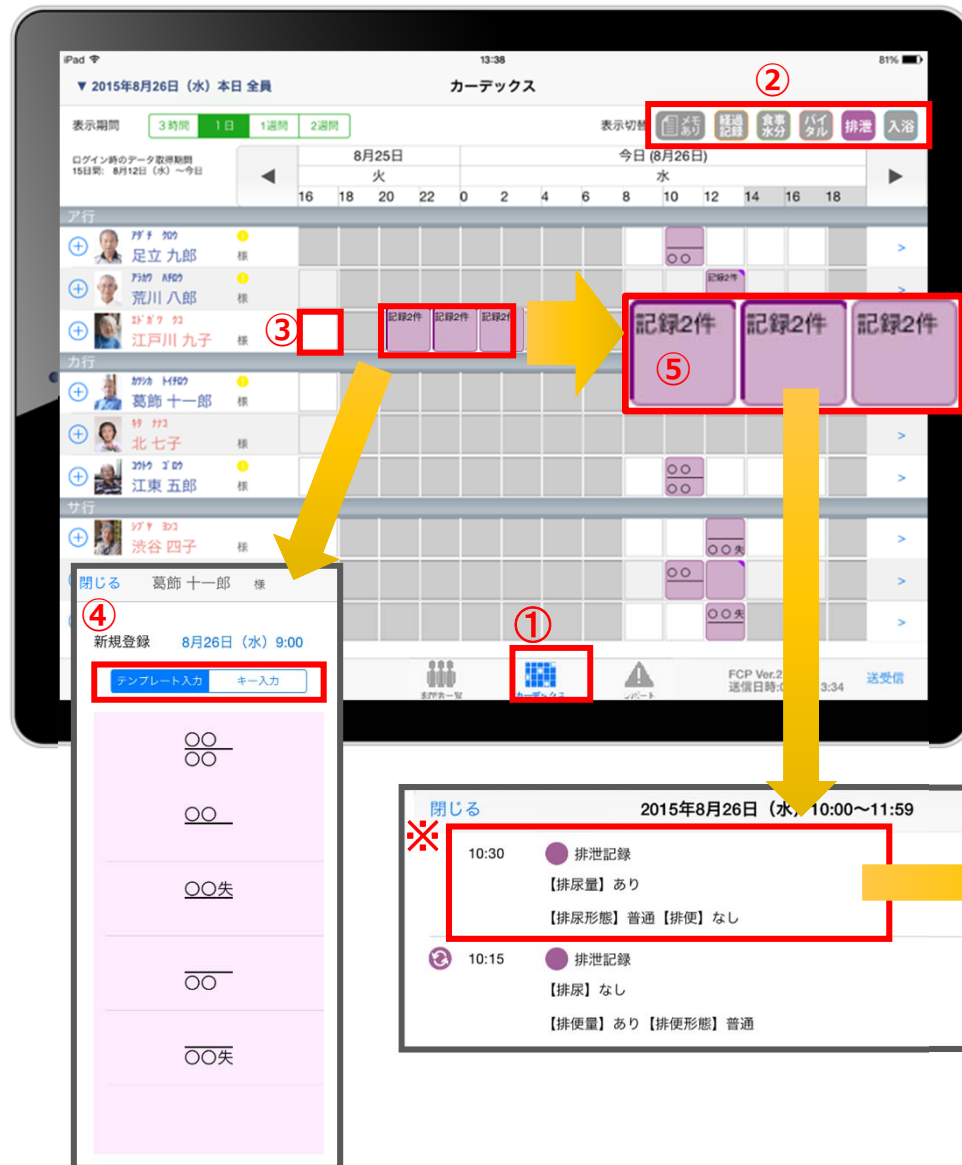 iPad 13:38 81%
▼ 2015年8月26日（水）本日 全員 カーデックス
②
表示期間 3時間 1日 1週間 2週間 表示切替 メモあり 経過記録 食事水分 バイタル 排泄 入浴
ログイン時のデータ取得期間
15日間: 8月12日（水）〜今日
◀ 8月25日 今日 (8月26日) ▶
火 水
16 18 20 22 0 2 4 6 8 10 12 14 16 18
ア行
アダチ クロウ
足立 九郎 様 ○○ >
アラカワ ハチロウ
荒川 八郎 様 記録2件 >
エドガワ クコ
江戸川 九子 様 ③ 記録2件 記録2件 記録2件
記録2件 記録2件 記録2件
⑤
カ行
カツシカ トイチロウ
葛飾 十一郎 様
キタ ナナコ
北 七子 様 >
コウトウ ゴロウ
江東 五郎 様 ○○ ○○ >
サ行
シブヤ ヨンコ
渋谷 四子 様 ○○失 >
○○ >
○○失 >
①
カーデックス レポート
FCP Ver.2
送信日時: 3:34 送受信
閉じる 葛飾 十一郎 様
④
新規登録 8月26日（水）9:00
テンプレート入力 キー入力
○○
○○
○○
○○失
○○
○○失
閉じる 2015年8月26日（水）10:00〜11:59
※
10:30 排泄記録
【排尿量】あり
【排尿形態】普通【排便】なし
10:15 排泄記録
【排尿】なし
【排便量】あり【排便形態】普通